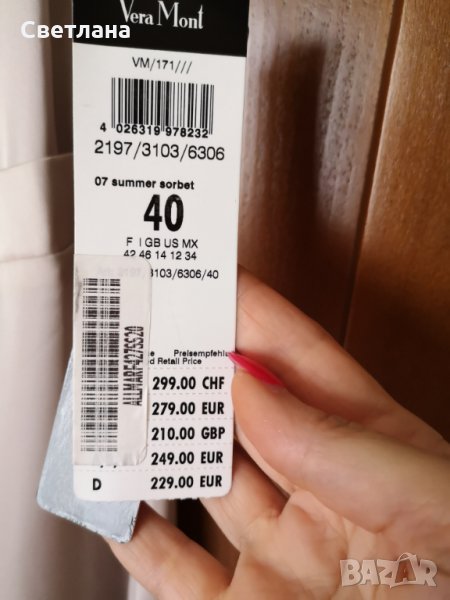 Светлана
Vera Mont
VM/171///
4 026319 978232
2197/3103/6306
07 summer sorbet
40
F I GB US MX
42 46 14 12 34
3103/6306/40
Preisempfehlu
Retail Price
299.00 CHF
279.00 EUR
210.00 GBP
249.00 EUR
D 229.00 EUR
BAZAR